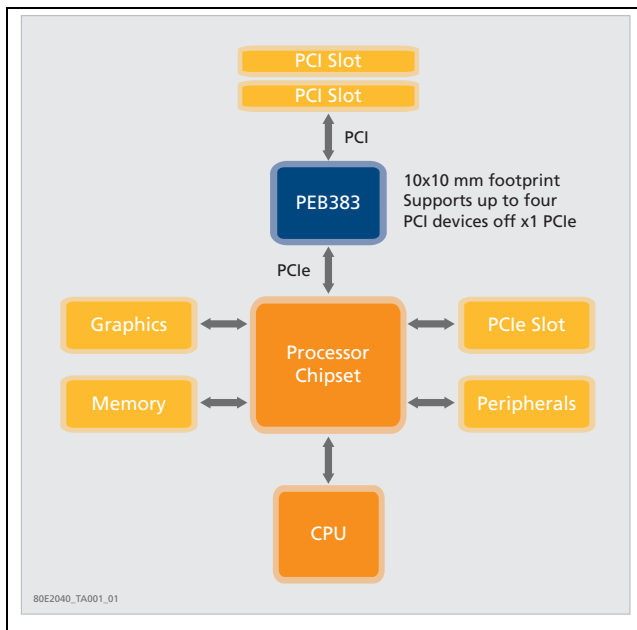 PCI Slot
PCI Slot
PCI
PEB383
10x10 mm footprint
Supports up to four
PCI devices off x1 PCIe
PCIe
Graphics
PCIe Slot
Processor
Chipset
Memory
Peripherals
CPU
80E2040_TA001_01